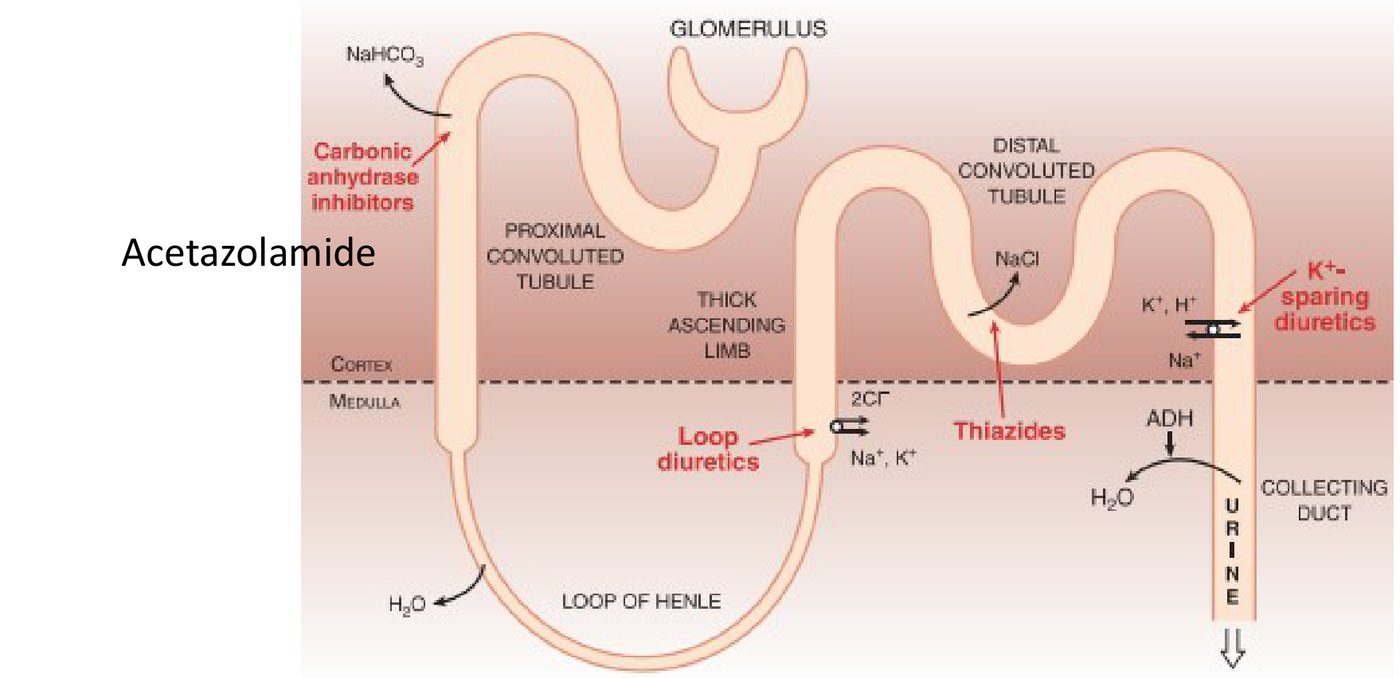 GLOMERULUS
NaHCO₃
Carbonic
anhydrase
inhibitors
Acetazolamide
PROXIMAL
CONVOLUTED
TUBULE
THICK
ASCENDING
LIMB
DISTAL
CONVOLUTED
TUBULE
NaCl
K⁺, H⁺
Na⁺
K⁺-
sparing
diuretics
CORTEX
MEDULLA
Loop
diuretics
2Cl⁻
Na⁺, K⁺
Thiazides
ADH
H₂O
COLLECTING
DUCT
URINE
H₂O
LOOP OF HENLE